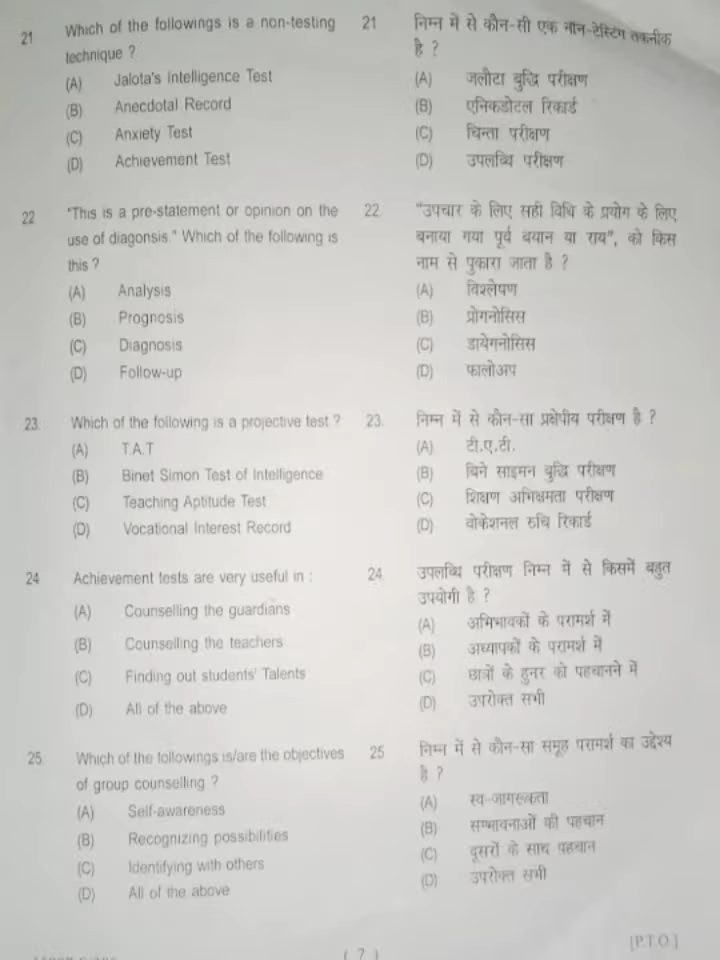 21 Which of the followings is a non-testing
technique ?
(A) Jalota's Intelligence Test
(B) Anecdotal Record
(C) Anxiety Test
(D) Achievement Test
22 "This is a pre-statement or opinion on the
use of diagonsis." Which of the following is
this ?
(A) Analysis
(B) Prognosis
(C) Diagnosis
(D) Follow-up
23. Which of the following is a projective test ?
(A) T.A.T
(B) Binet Simon Test of Intelligence
(C) Teaching Aptitude Test
(D) Vocational Interest Record
24 Achievement tests are very useful in :
(A) Counselling the guardians
(B) Counselling the teachers
(C) Finding out students' Talents
(D) All of the above
25 Which of the followings is/are the objectives
of group counselling ?
(A) Self-awareness
(B) Recognizing possibilities
(C) Identifying with others
(D) All of the above
21 निम्न में से कौन-सी एक नॉन-टेस्टिंग तकनीक
है ?
(A) जलौटा बुद्धि परीक्षण
(B) एनिकडोटल रिकार्ड
(C) चिन्ता परीक्षण
(D) उपलब्धि परीक्षण
22. "उपचार के लिए सही विधि के प्रयोग के लिए
बनाया गया पूर्व बयान या राय", को किस
नाम से पुकारा जाता है ?
(A) विश्लेषण
(B) प्रोगनोसिस
(C) डायेगनोसिस
(D) फालोअप
23. निम्न में से कौन-सा प्रक्षेपीय परीक्षण है ?
(A) टी.ए.टी.
(B) बिने साइमन बुद्धि परीक्षण
(C) शिक्षण अभिक्षमता परीक्षण
(D) वोकेशनल रुचि रिकार्ड
24. उपलब्धि परीक्षण निम्न में से किसमें बहुत
उपयोगी है ?
(A) अभिभावकों के परामर्श में
(B) अध्यापकों के परामर्श में
(C) छात्रों के हुनर को पहचानने में
(D) उपरोक्त सभी
25 निम्न में से कौन-सा समूह परामर्श का उद्देश्य
है ?
(A) स्व-जागरूकता
(B) सम्भावनाओं की पहचान
(C) दूसरों के साथ पहचान
(D) उपरोक्त सभी
[P.T.O.]
( 7 )